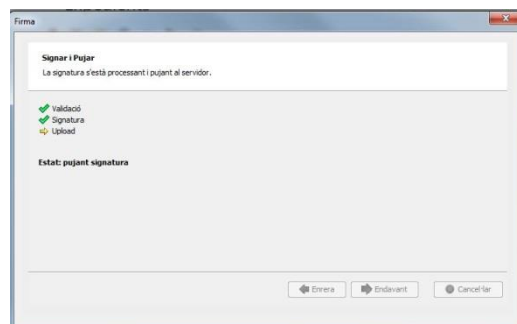 Firma
Signar i Pujar
La signatura s'està processant i pujant al servidor.
Validació
Signatura
Upload
Estat: pujant signatura
Enrera
Endavant
Cancel·lar